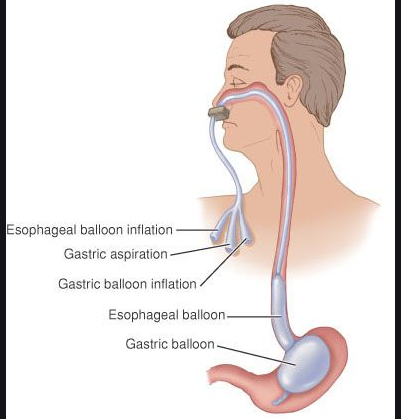 Esophageal balloon inflation
Gastric aspiration
Gastric balloon inflation
Esophageal balloon
Gastric balloon